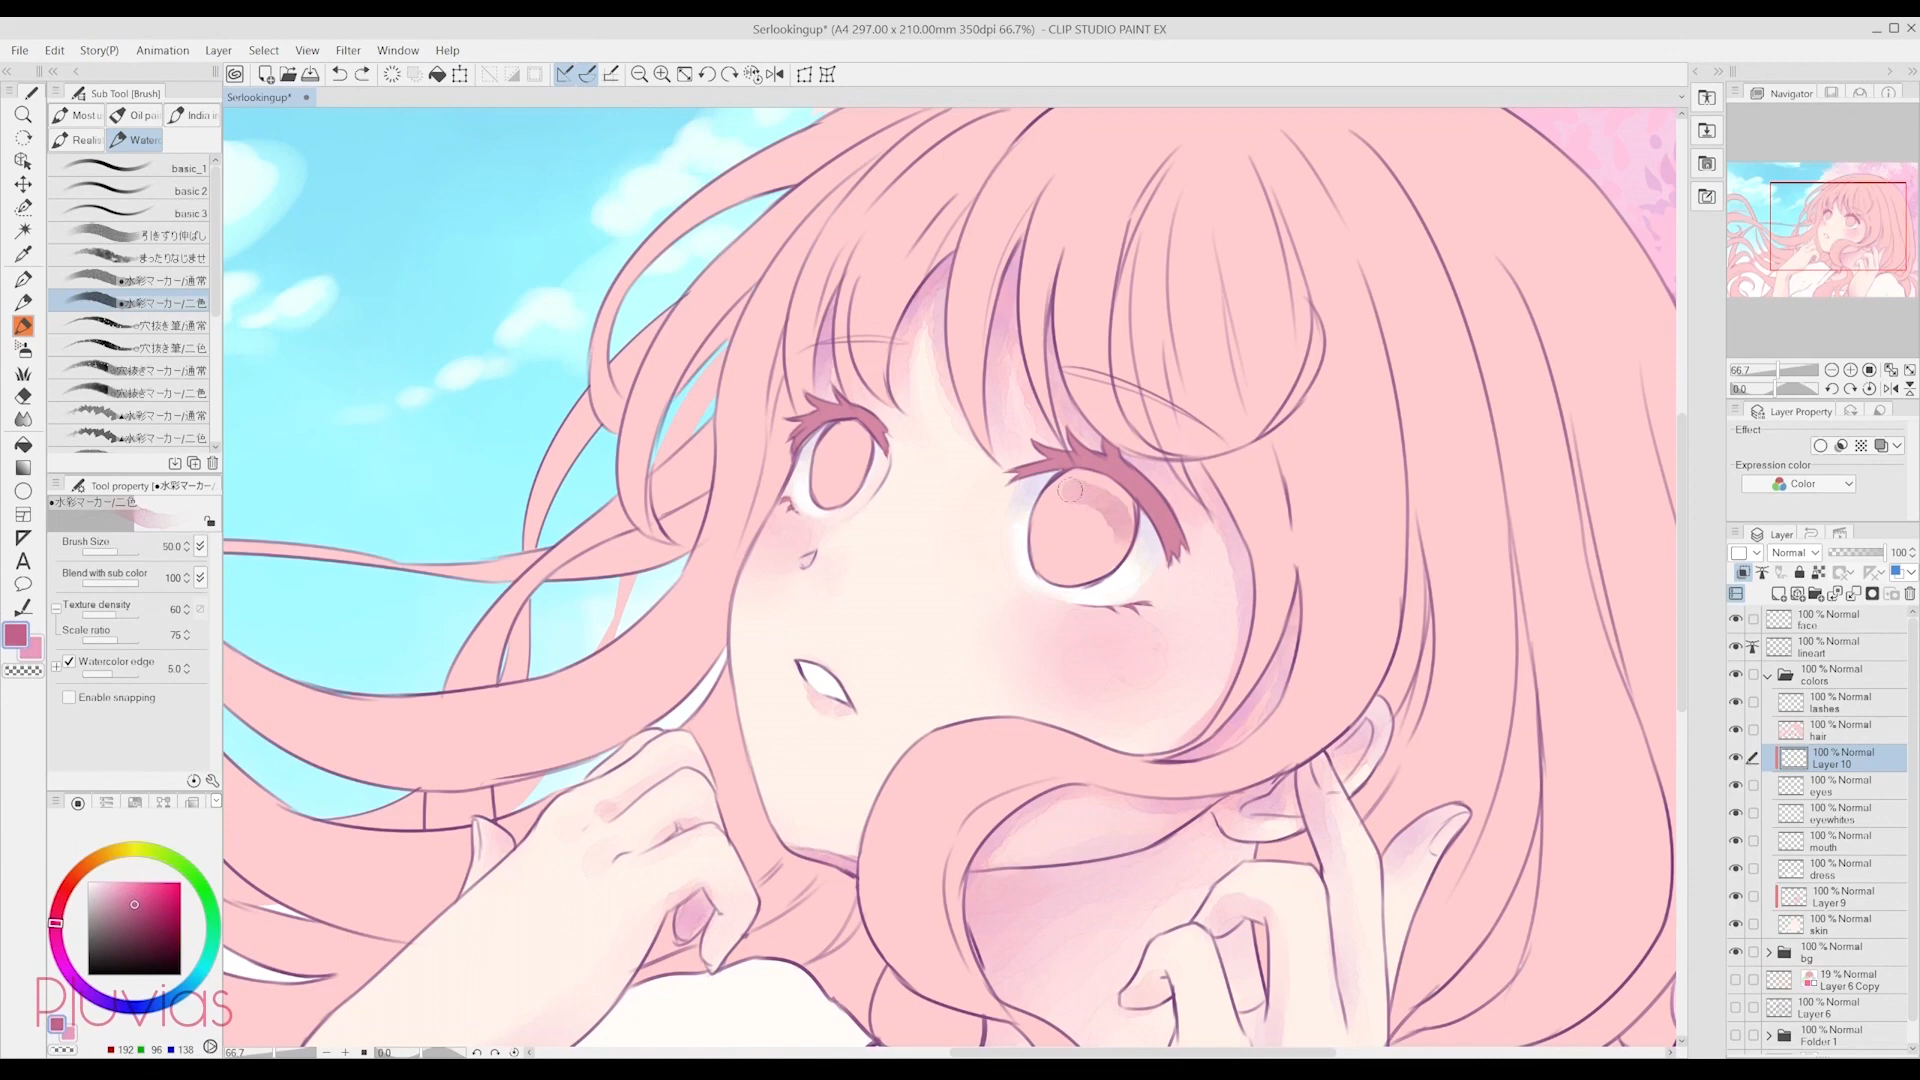 Serlookingup* (A4 297.00 x 210.00mm 350dpi 66.7%) - CLIP STUDIO PAINT EX
File Edit Story(P) Animation Layer Select View Filter Window Help
Sub Tool [Brush]
Serlookingup*
Navigator
Most u Oil pai India in
Realis Waterc
basic_1
basic 2
basic 3
引きずり伸ばし
まったりなじませ
●水彩マーカー/通常
●水彩マーカー/二色
○穴抜き筆/通常
○穴抜き筆/二色
穴抜きマーカー/通常
穴抜きマーカー/二色
▲水彩マーカー/通常
▲水彩マーカー/二色
Tool property [●水彩マーカー/
●水彩マーカー/二色
Brush Size 50.0
Blend with sub color 100
Texture density 60
Scale ratio 75
Watercolor edge 5.0
Enable snapping
Pluvias
192 96 138
66.7 0.0
66.7
0.0
Layer Property
Effect
Expression color
Color
Layer
Normal 100
100 % Normal
face
100 % Normal
lineart
100 % Normal
colors
100 % Normal
lashes
100 % Normal
hair
100 % Normal
Layer 10
100 % Normal
eyes
100 % Normal
eyewhites
100 % Normal
mouth
100 % Normal
dress
100 % Normal
Layer 9
100 % Normal
skin
100 % Normal
bg
19 % Normal
Layer 6 Copy
100 % Normal
Layer 6
100 % Normal
Folder 1